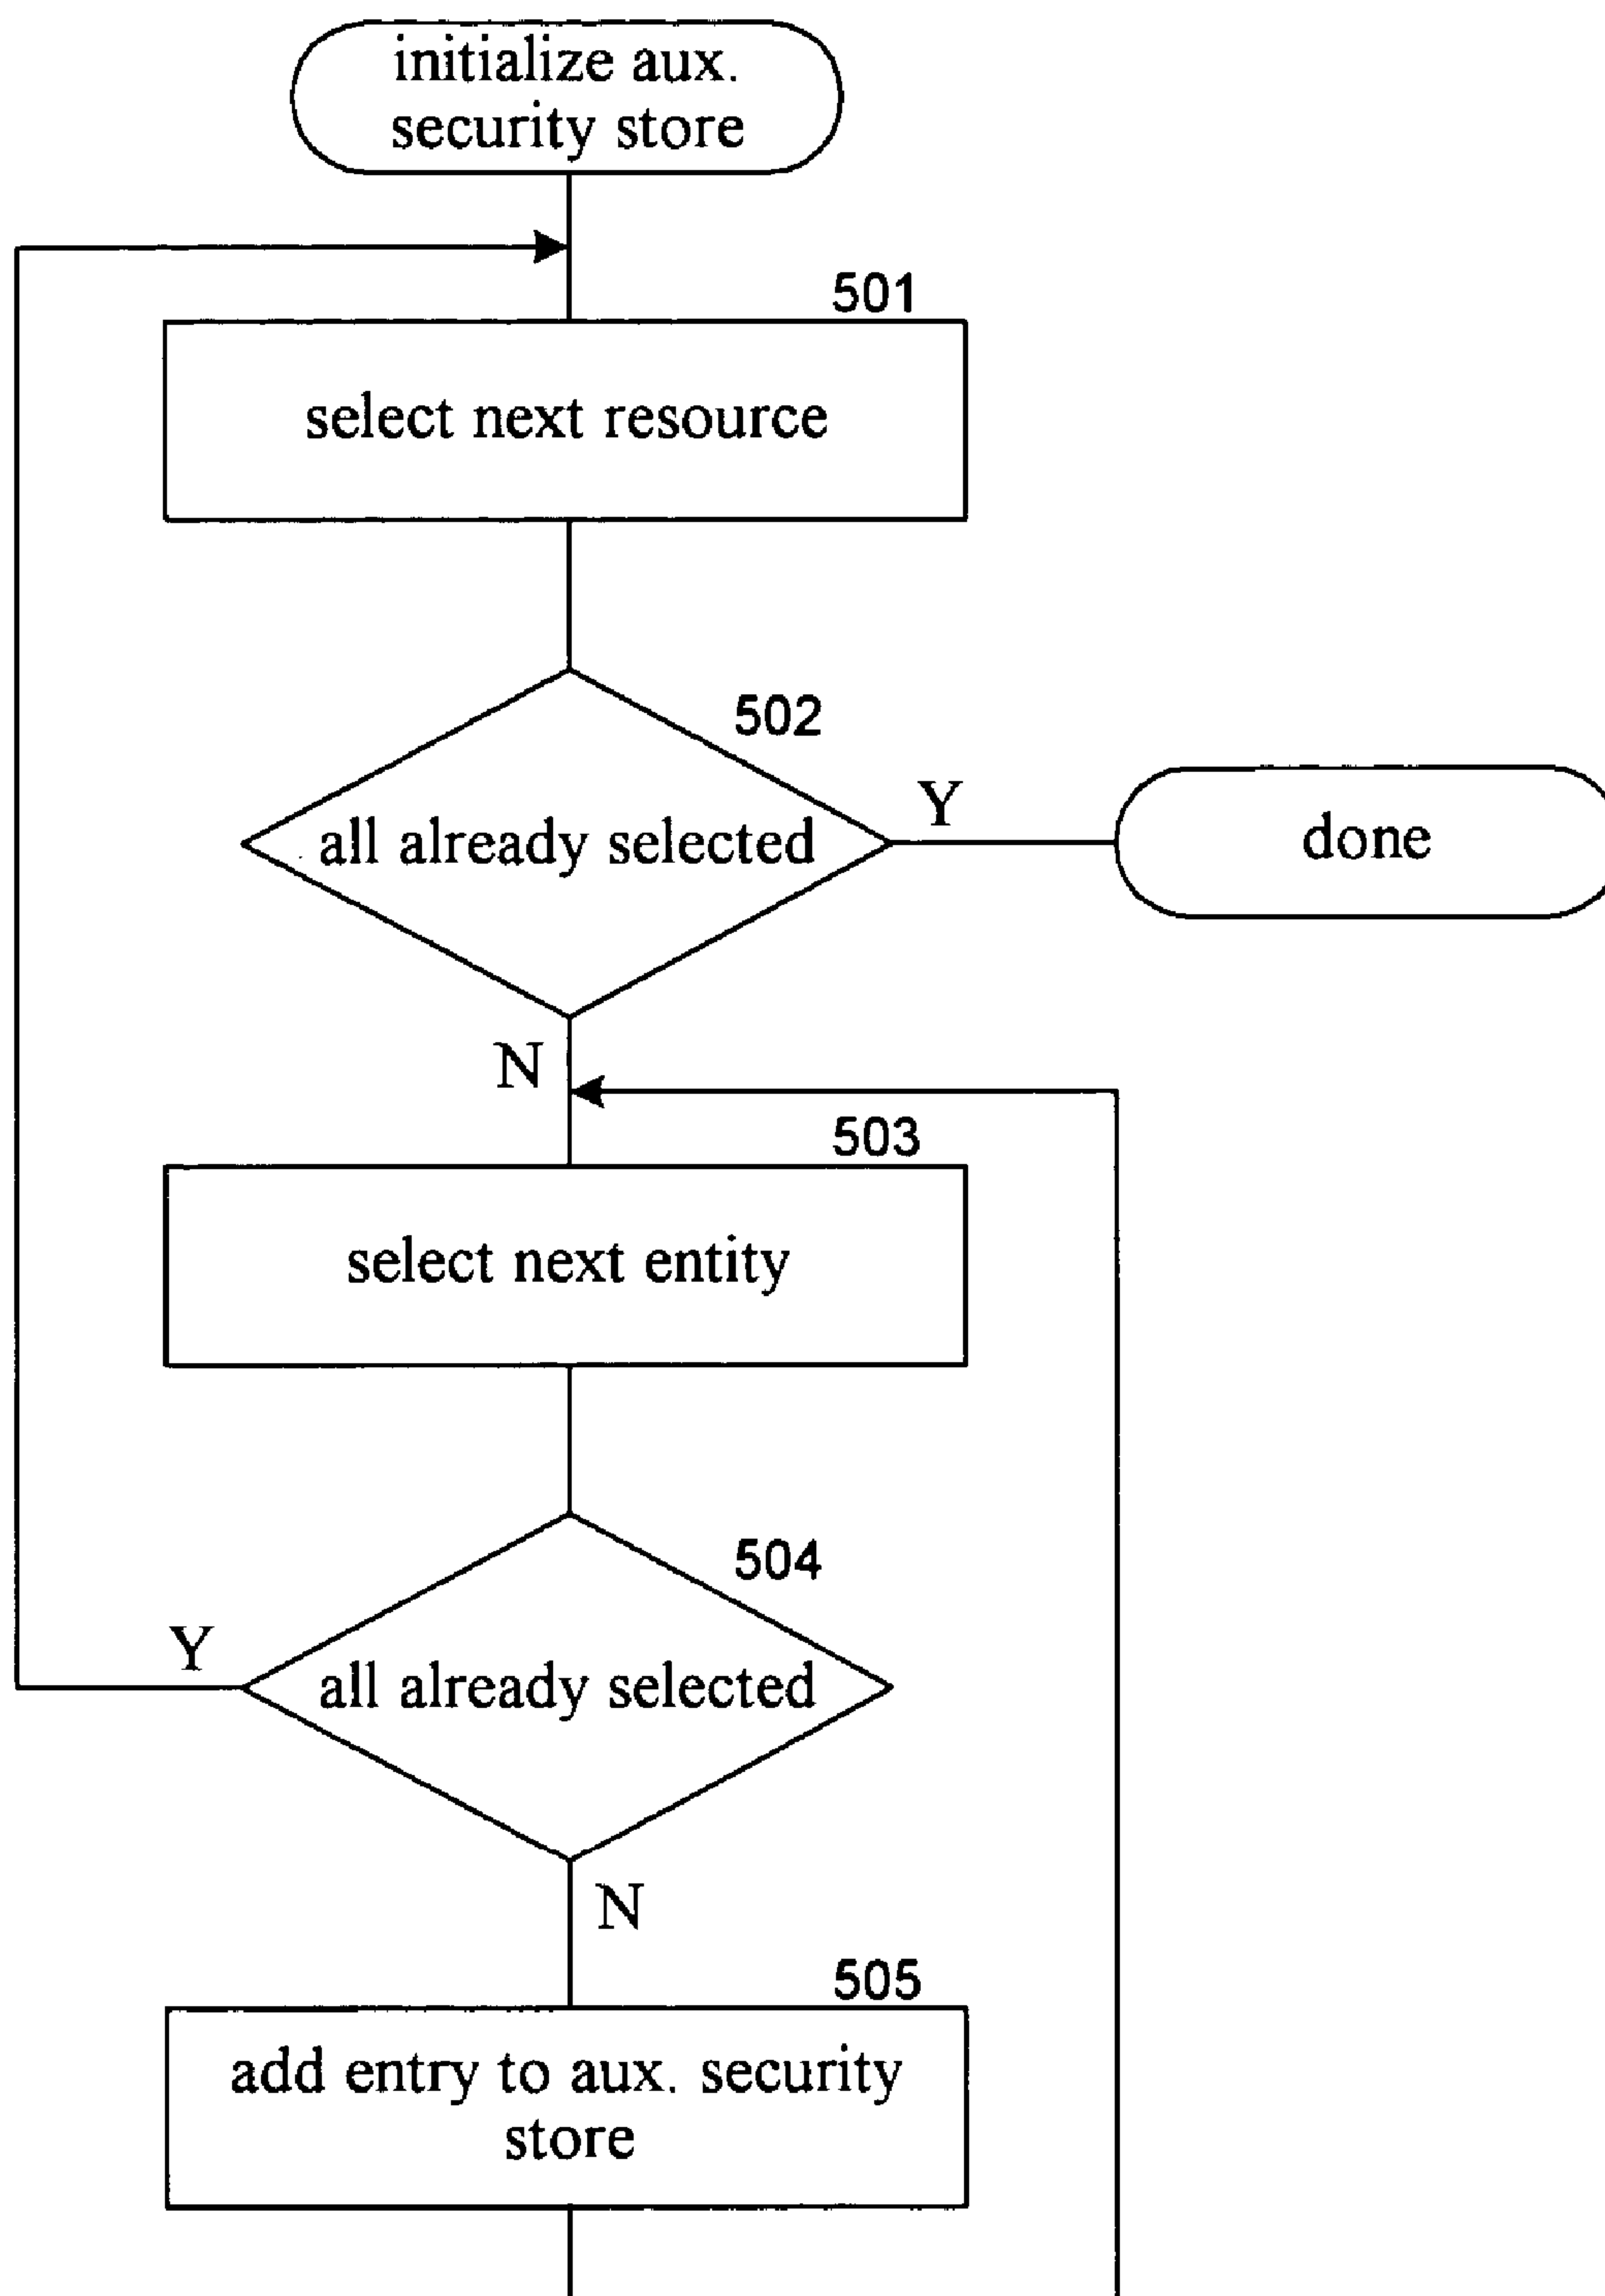 initialize aux.
security store
501
select next resource
502
all already selected
Y
done
N
503
select next entity
504
Y
all already selected
N
505
add entry to aux. security
store